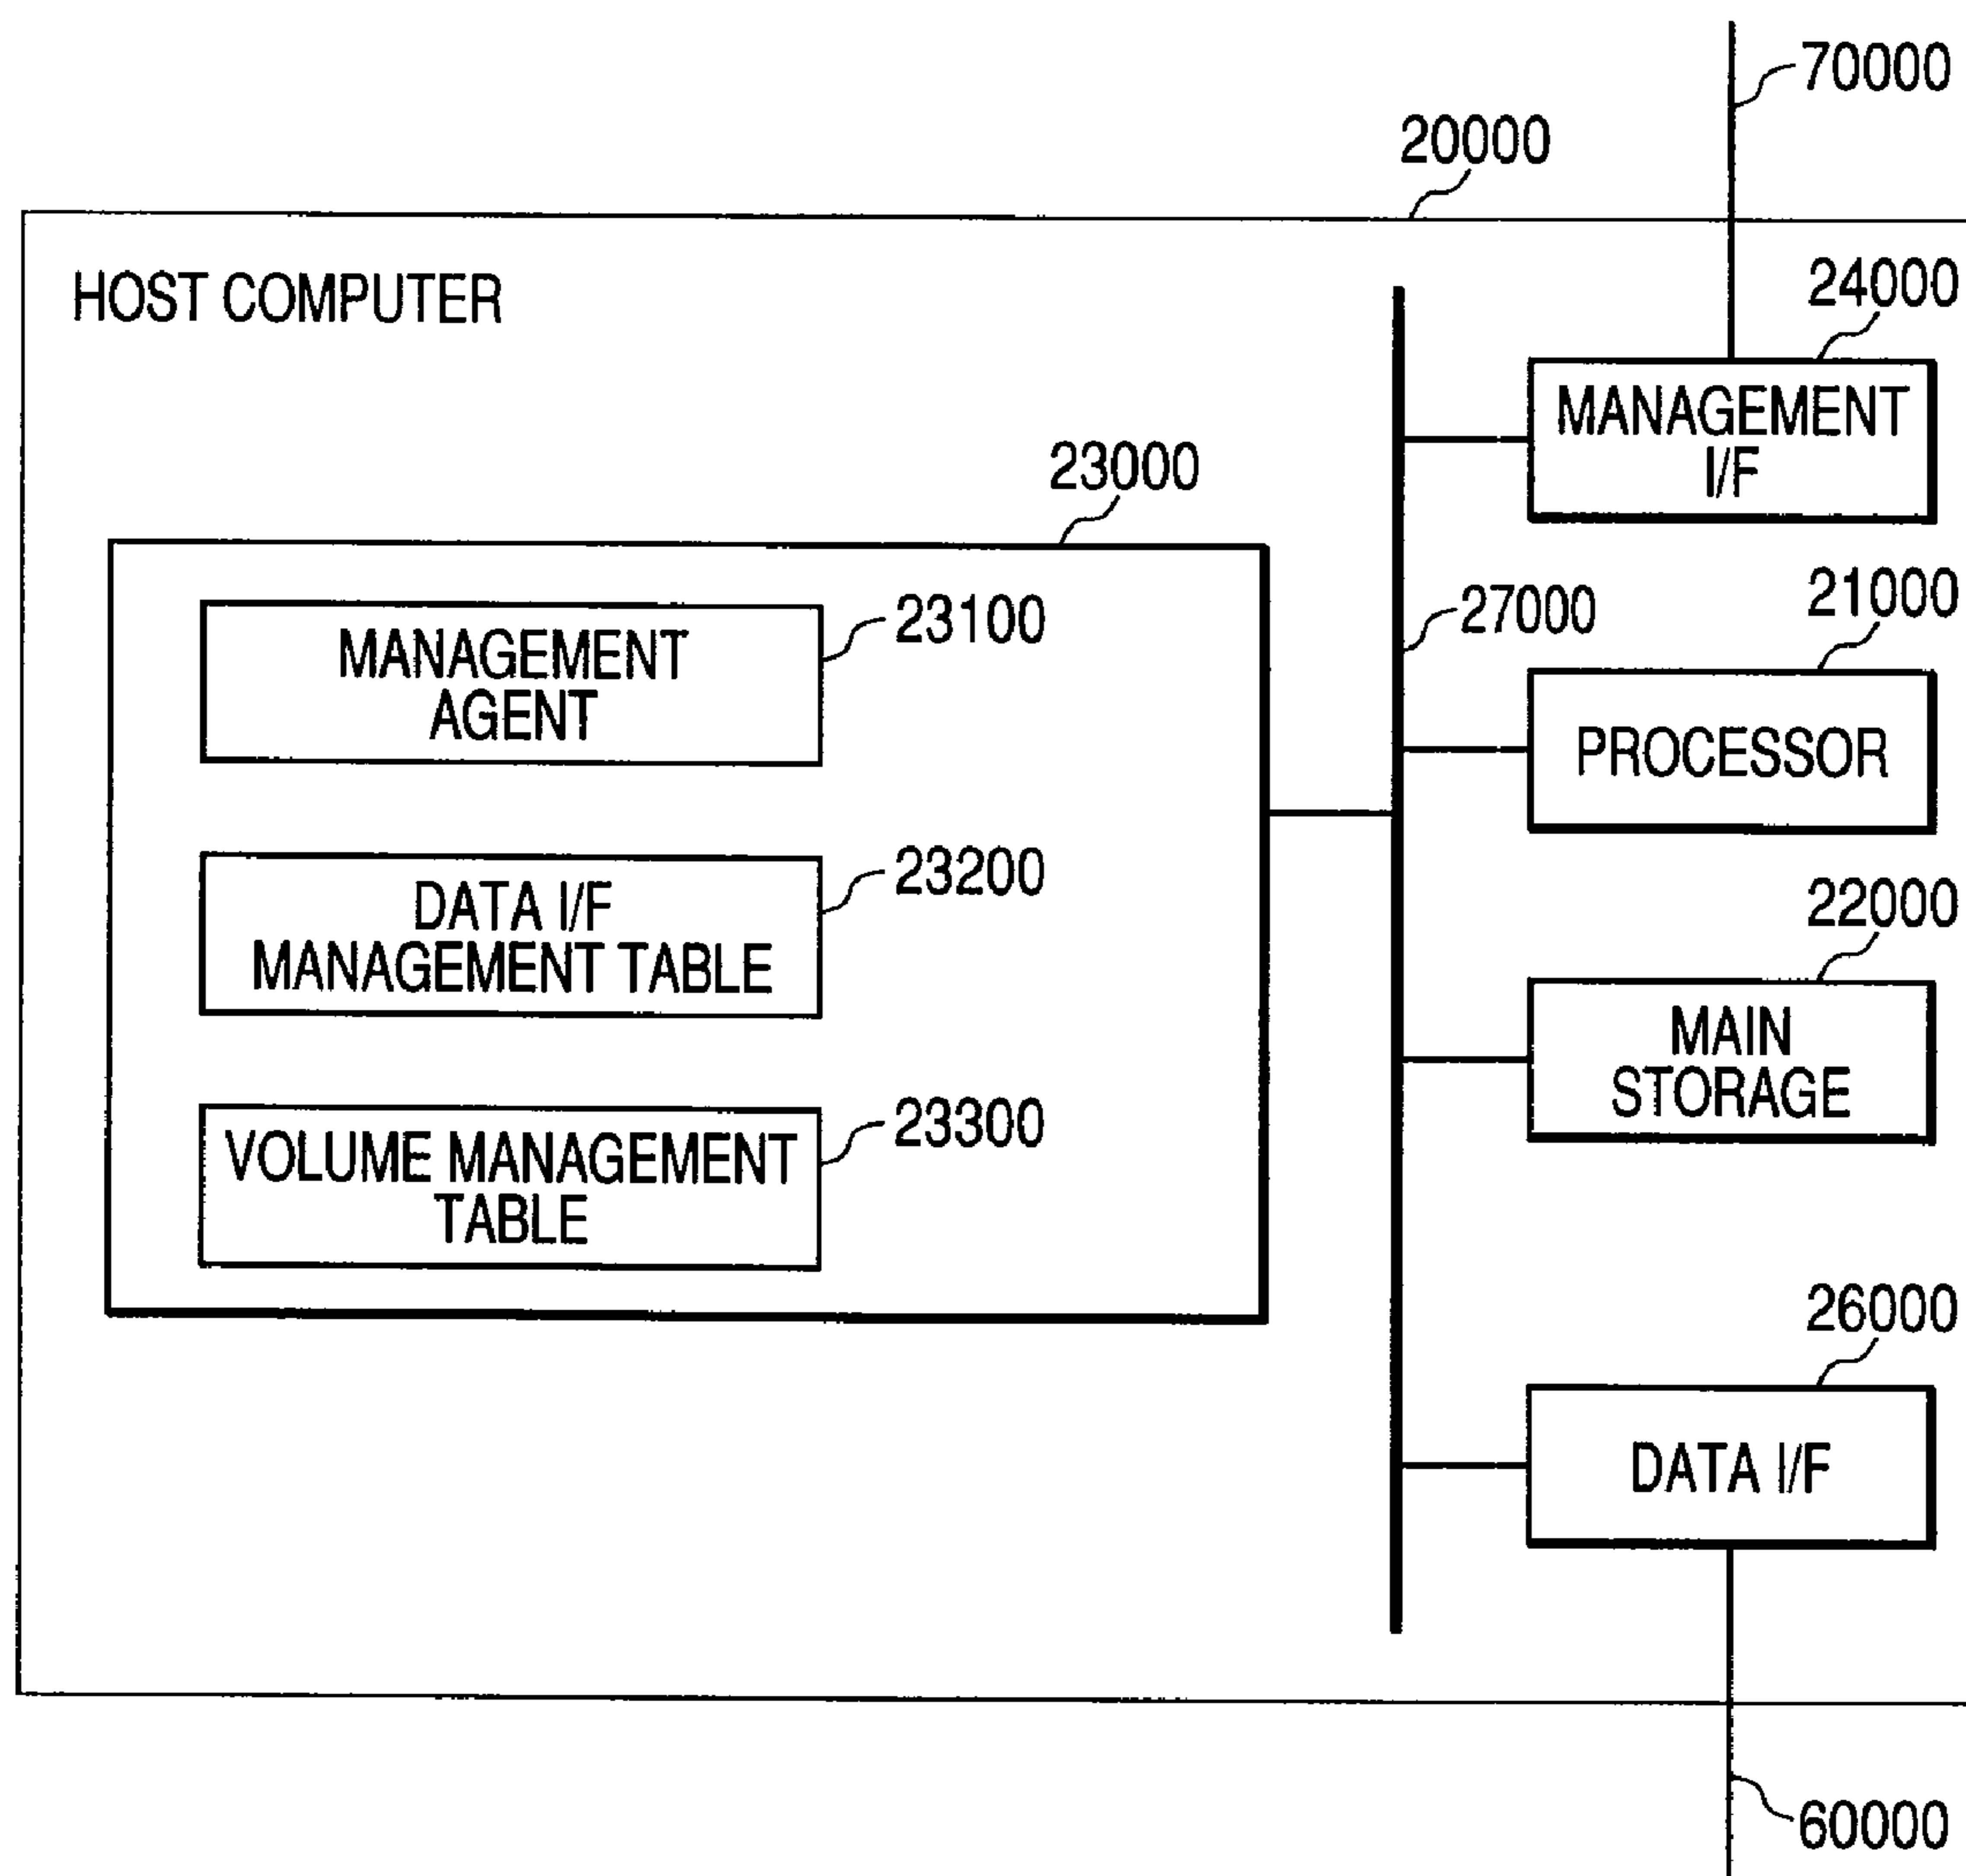 70000
20000
HOST COMPUTER
24000
MANAGEMENT
I/F
23000
21000
27000
23100
MANAGEMENT
AGENT
PROCESSOR
23200
22000
DATA I/F
MANAGEMENT TABLE
MAIN
STORAGE
23300
VOLUME MANAGEMENT
TABLE
26000
DATA I/F
60000